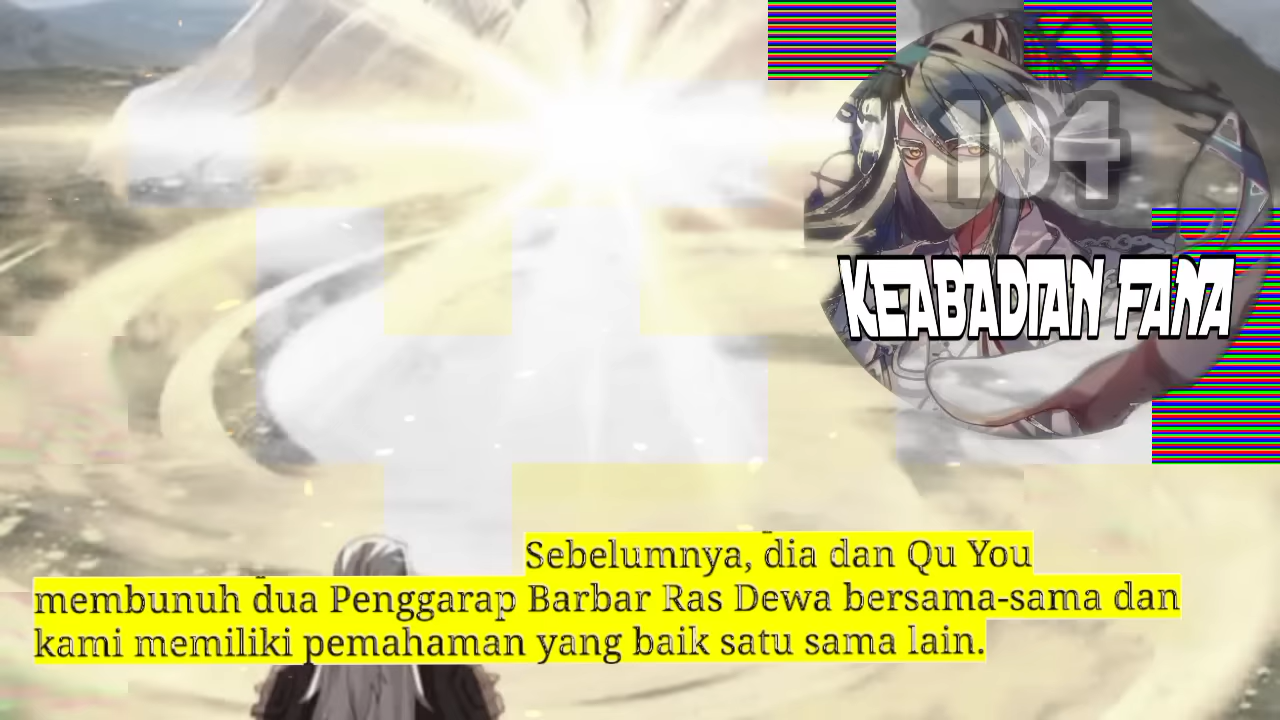 104
KEABADIAN FANA
Sebelumnya, dia dan Qu You
membunuh dua Penggarap Barbar Ras Dewa bersama-sama dan
kami memiliki pemahaman yang baik satu sama lain.